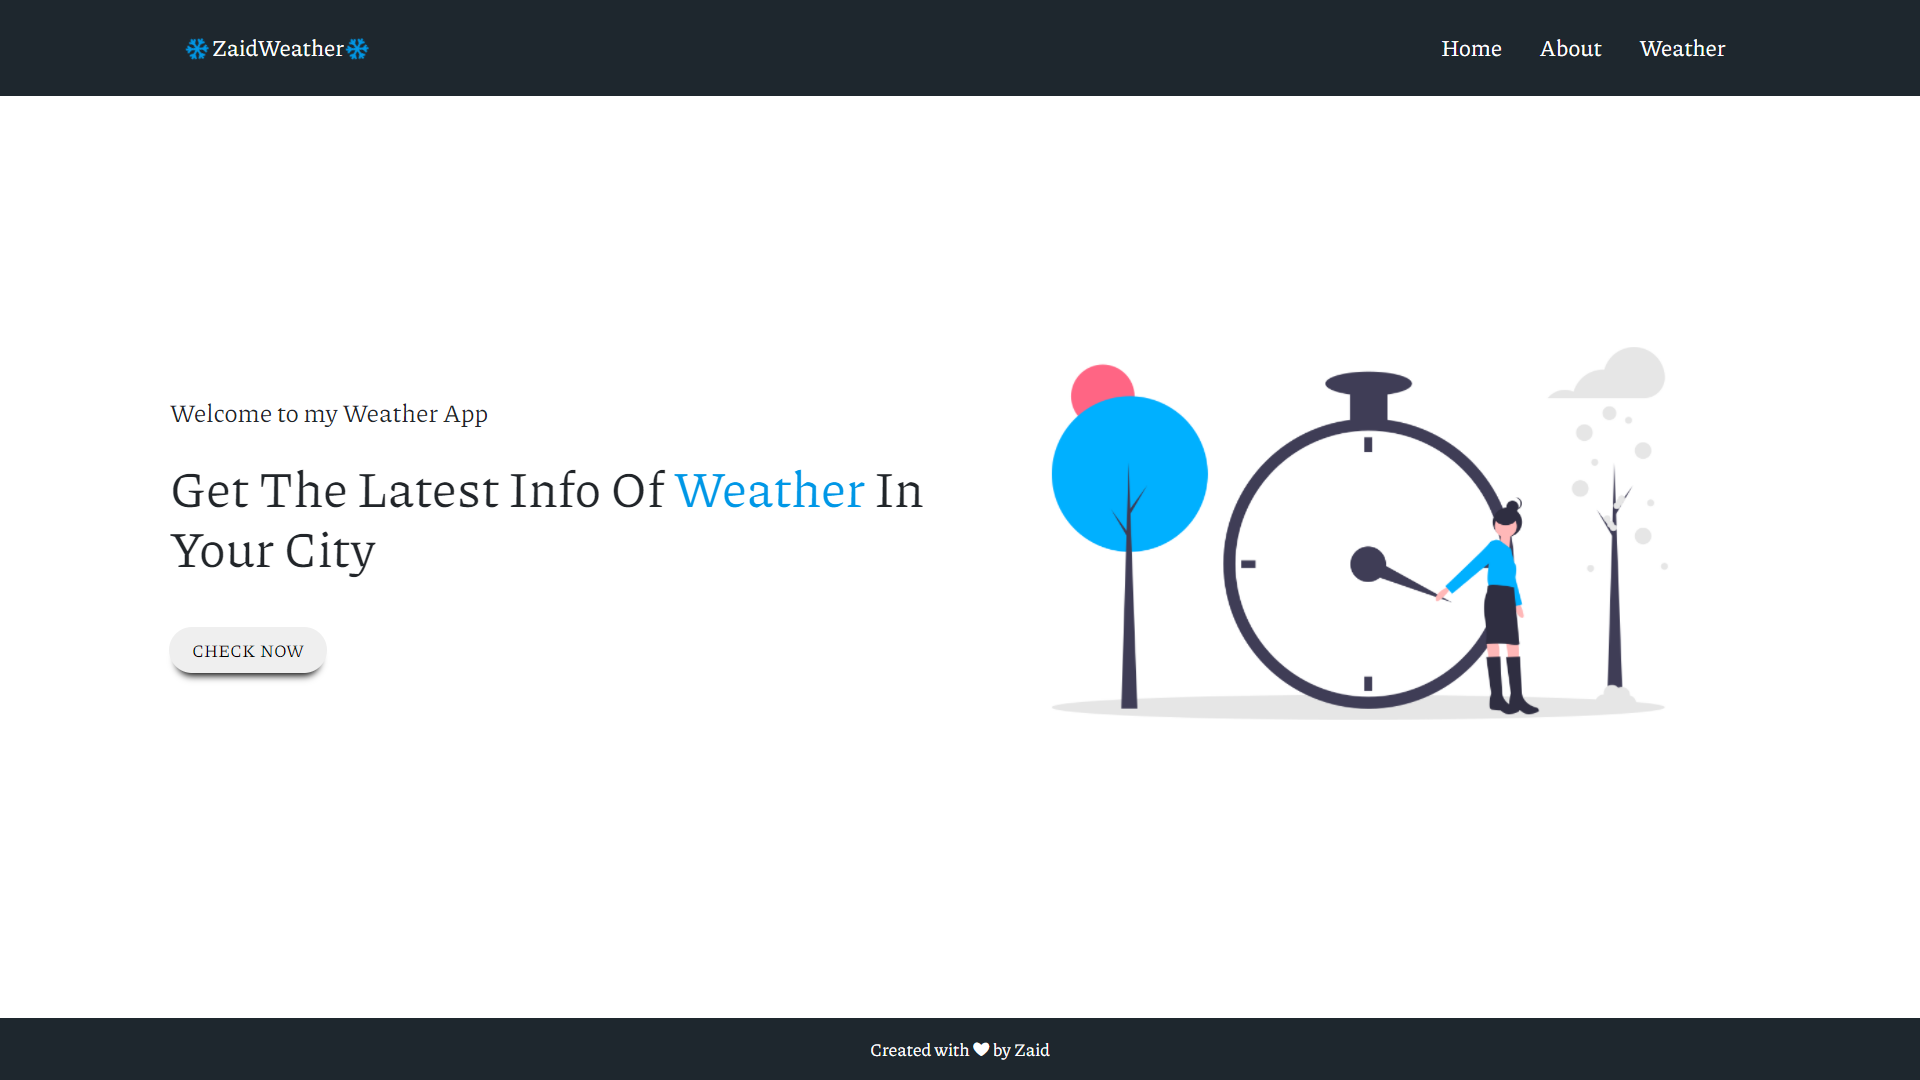 ❄️ZaidWeather❄️
Home
About
Weather
Welcome to my Weather App
Get The Latest Info Of Weather In
Your City
CHECK NOW
Created with ♥ by Zaid